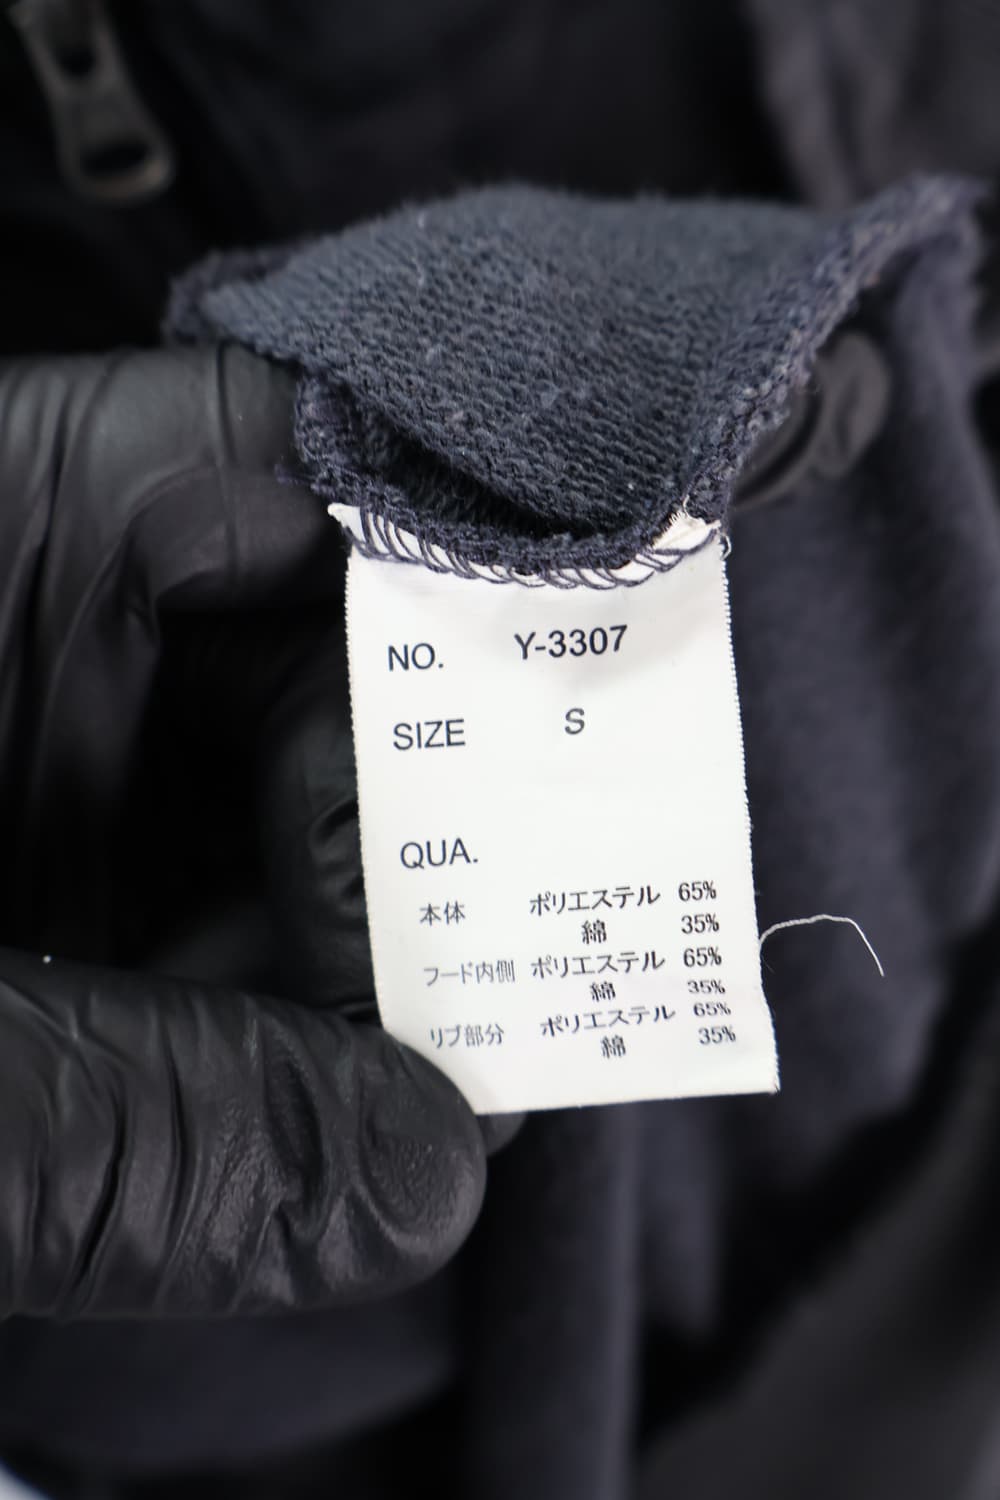 NO. Y-3307
SIZE S
QUA.
本体 ポリエステル 65%
綿 35%
フード内側 ポリエステル 65%
綿 35%
リブ部分 ポリエステル 65%
綿 35%